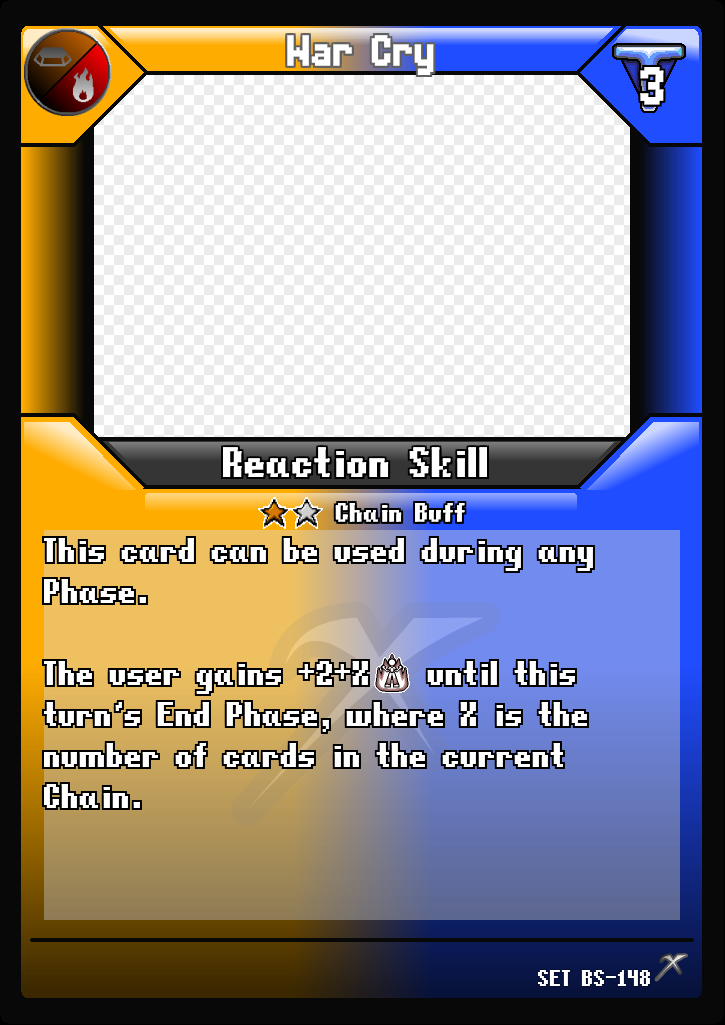 War Cry
3
Reaction Skill
Chain Buff
This card can be used during any
Phase.
The user gains +2+X until this
turn's End Phase, where X is the
number of cards in the current
Chain.
SET BS-148